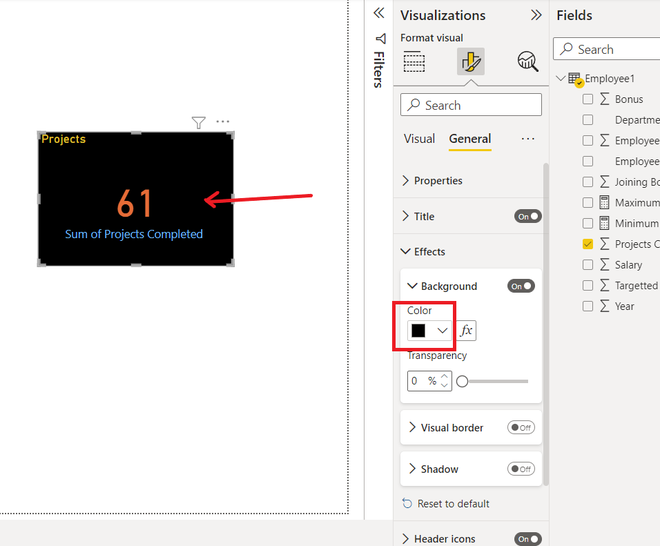 Projects
61
Sum of Projects Completed
Filters
Visualizations
Format visual
Search
Visual
General
Properties
Title
On
Effects
Background
On
Color
fx
Transparency
0 %
Visual border
Off
Shadow
Off
Reset to default
Header icons
On
Fields
Search
Employee1
Bonus
Departme
Employee
Employee
Joining Bo
Maximum
Minimum
Projects C
Salary
Targetted
Year